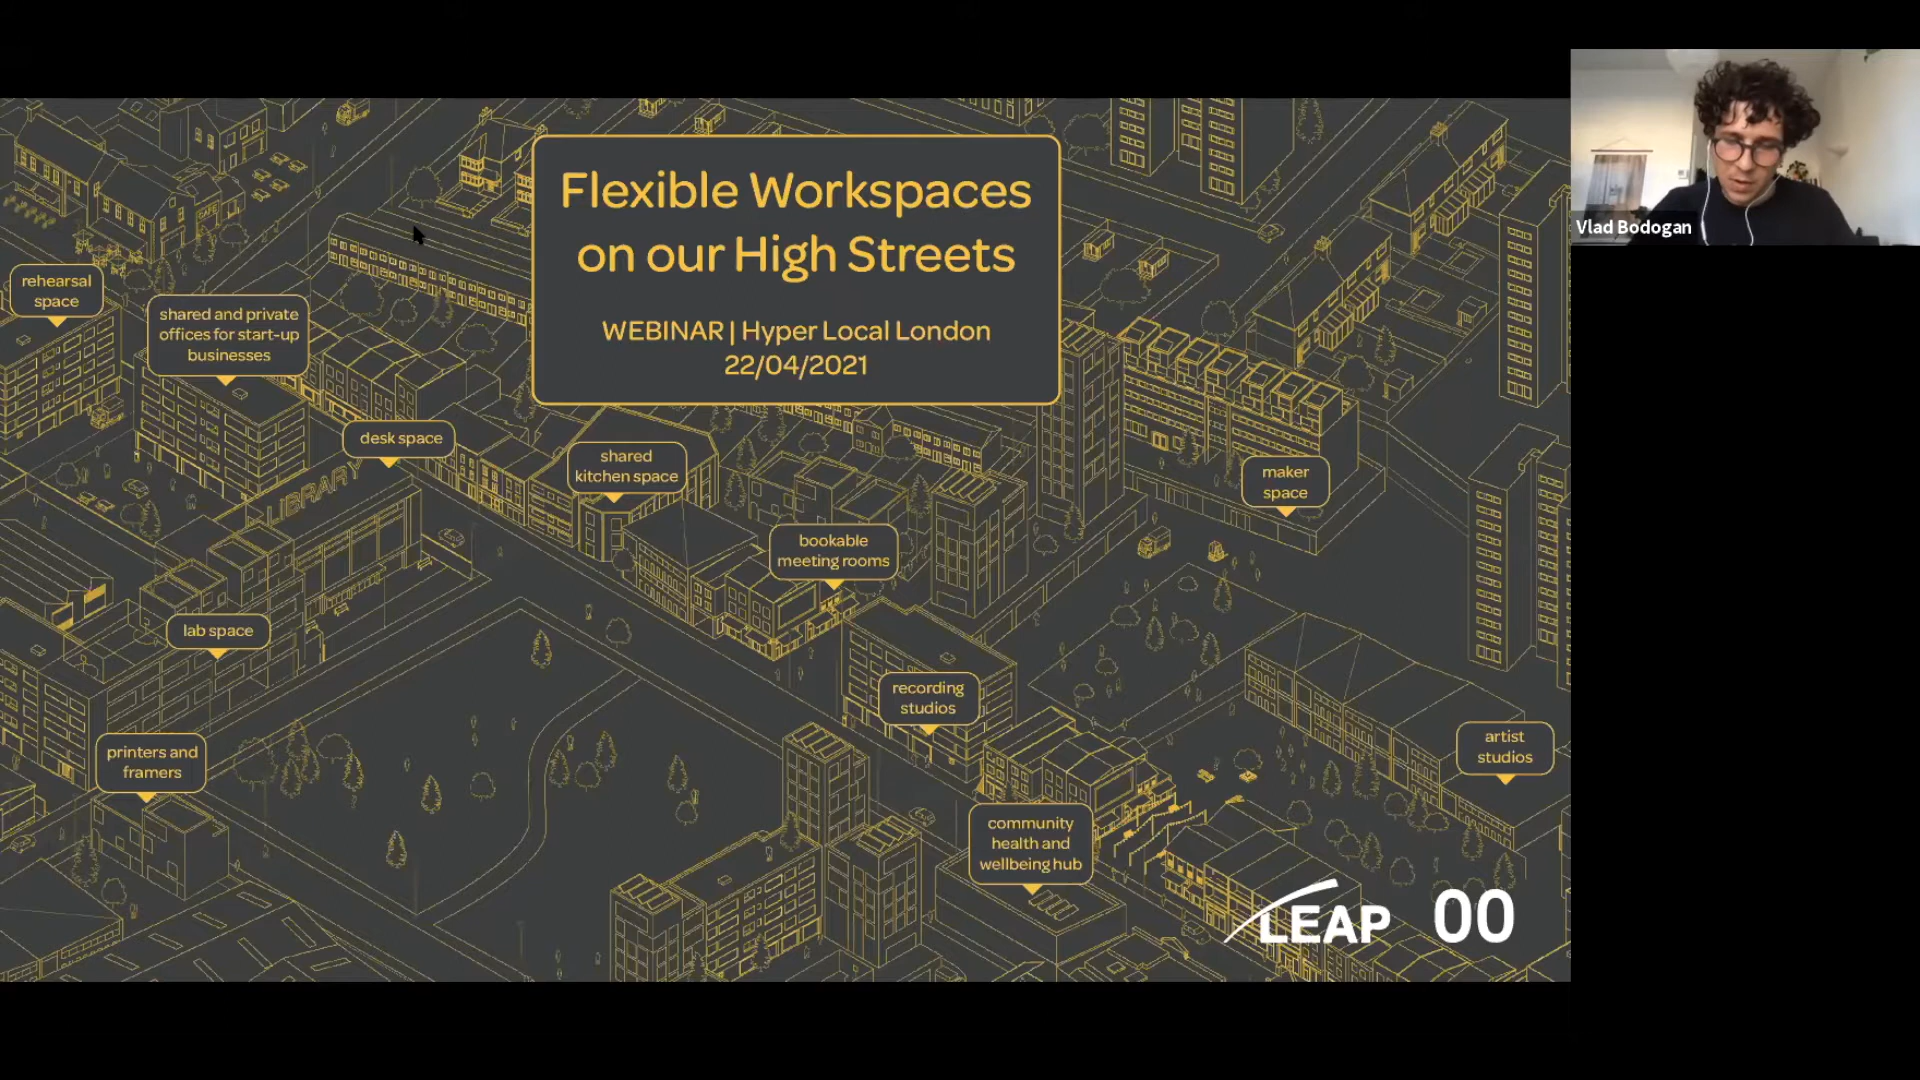 Flexible Workspaces
on our High Streets
WEBINAR | Hyper Local London
22/04/2021
Vlad Bodogan
rehearsal
space
shared and private
offices for start-up
businesses
desk space
shared
kitchen space
maker
space
LIBRARY
bookable
meeting rooms
lab space
recording
studios
printers and
framers
artist
studios
community
health and
wellbeing hub
CAFE
LEAP
00